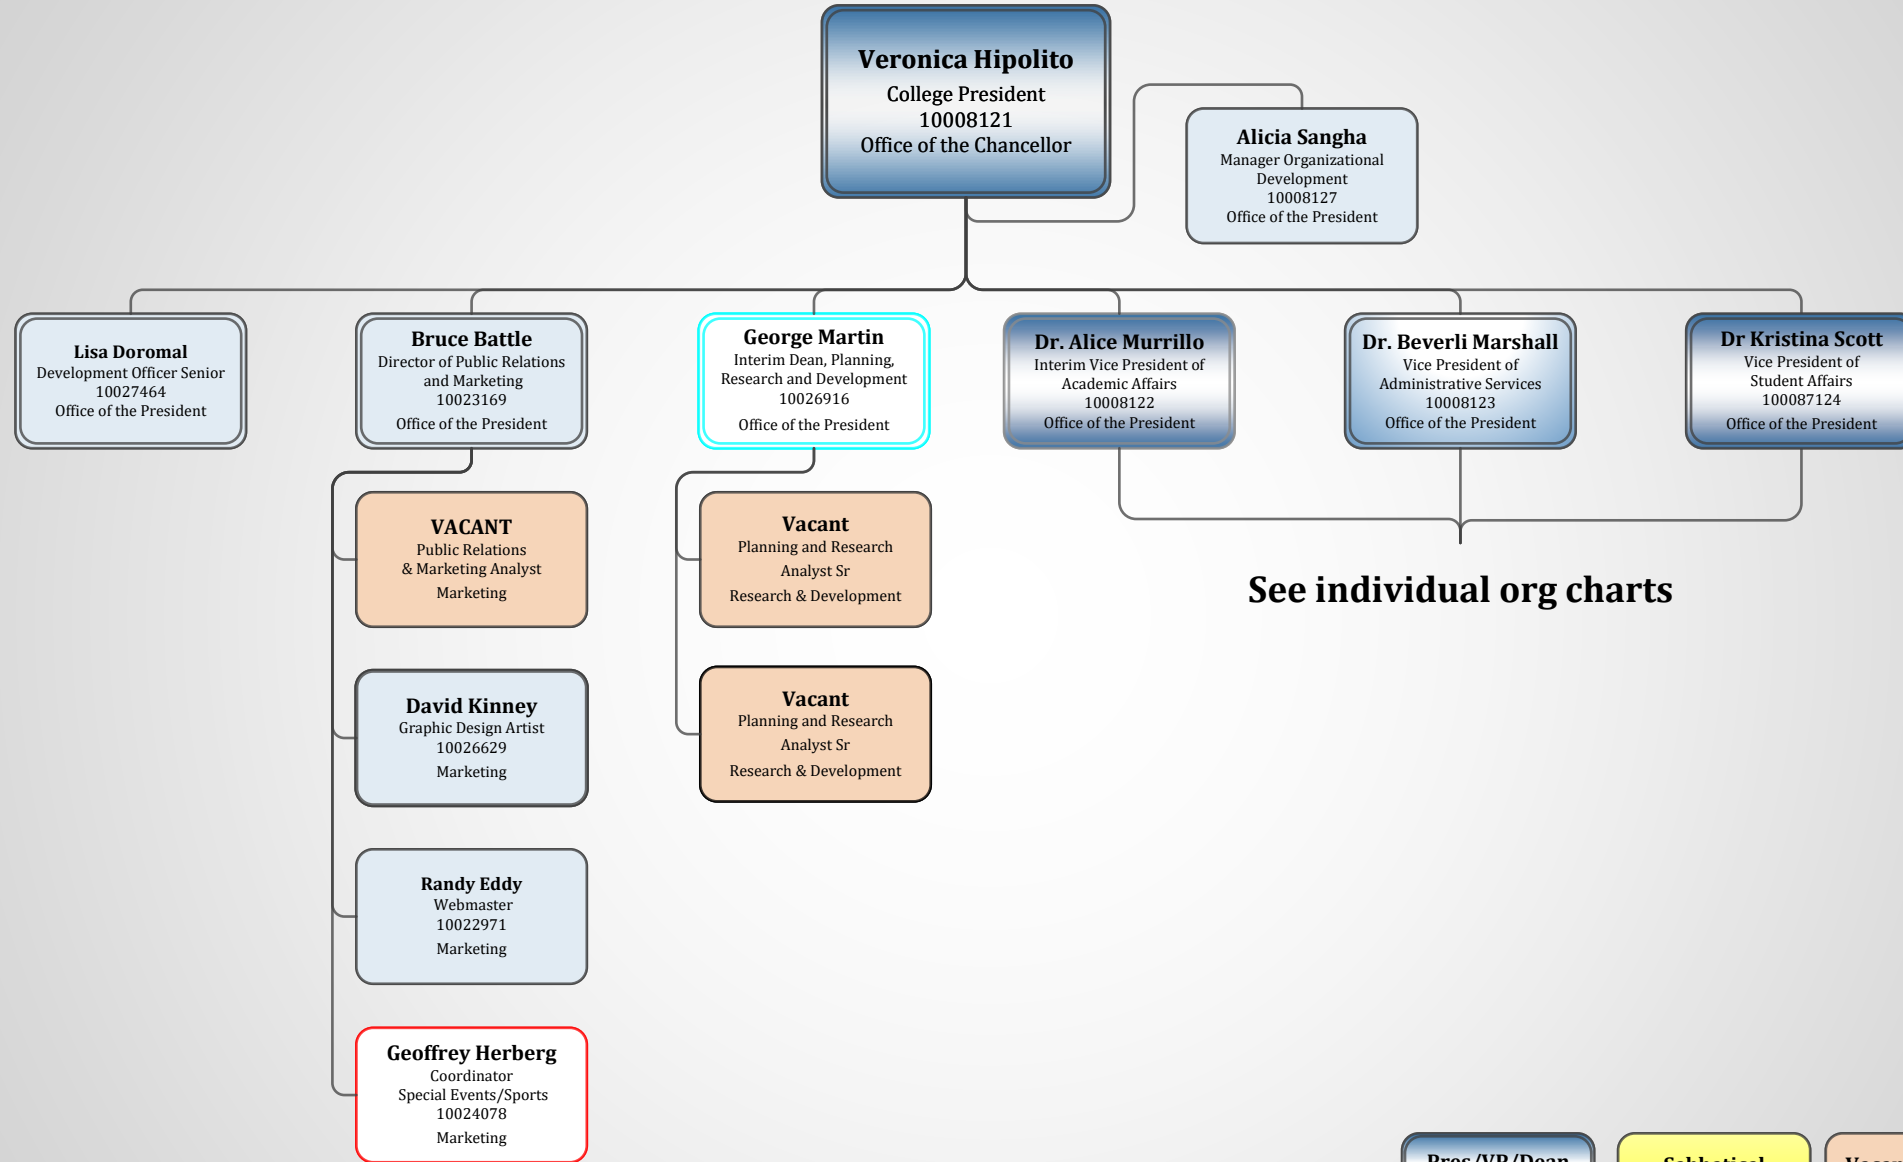 Veronica Hipolito
College President
10008121
Office of the Chancellor
Alicia Sangha
Manager Organizational
Development
10008127
Office of the President
Lisa Doromal
Development Officer Senior
10027464
Office of the President
Bruce Battle
Director of Public Relations
and Marketing
10023169
Office of the President
George Martin
Interim Dean, Planning,
Research and Development
10026916
Office of the President
Dr. Alice Murrillo
Interim Vice President of
Academic Affairs
10008122
Office of the President
Dr. Beverli Marshall
Vice President of
Administrative Services
10008123
Office of the President
Dr Kristina Scott
Vice President of
Student Affairs
100087124
Office of the President
VACANT
Public Relations
& Marketing Analyst
Marketing
David Kinney
Graphic Design Artist
10026629
Marketing
Randy Eddy
Webmaster
10022971
Marketing
Geoffrey Herberg
Coordinator
Special Events/Sports
10024078
Marketing
Vacant
Planning and Research
Analyst Sr
Research & Development
Vacant
Planning and Research
Analyst Sr
Research & Development
See individual org charts
Pres/VP/Dean
Sabbatical